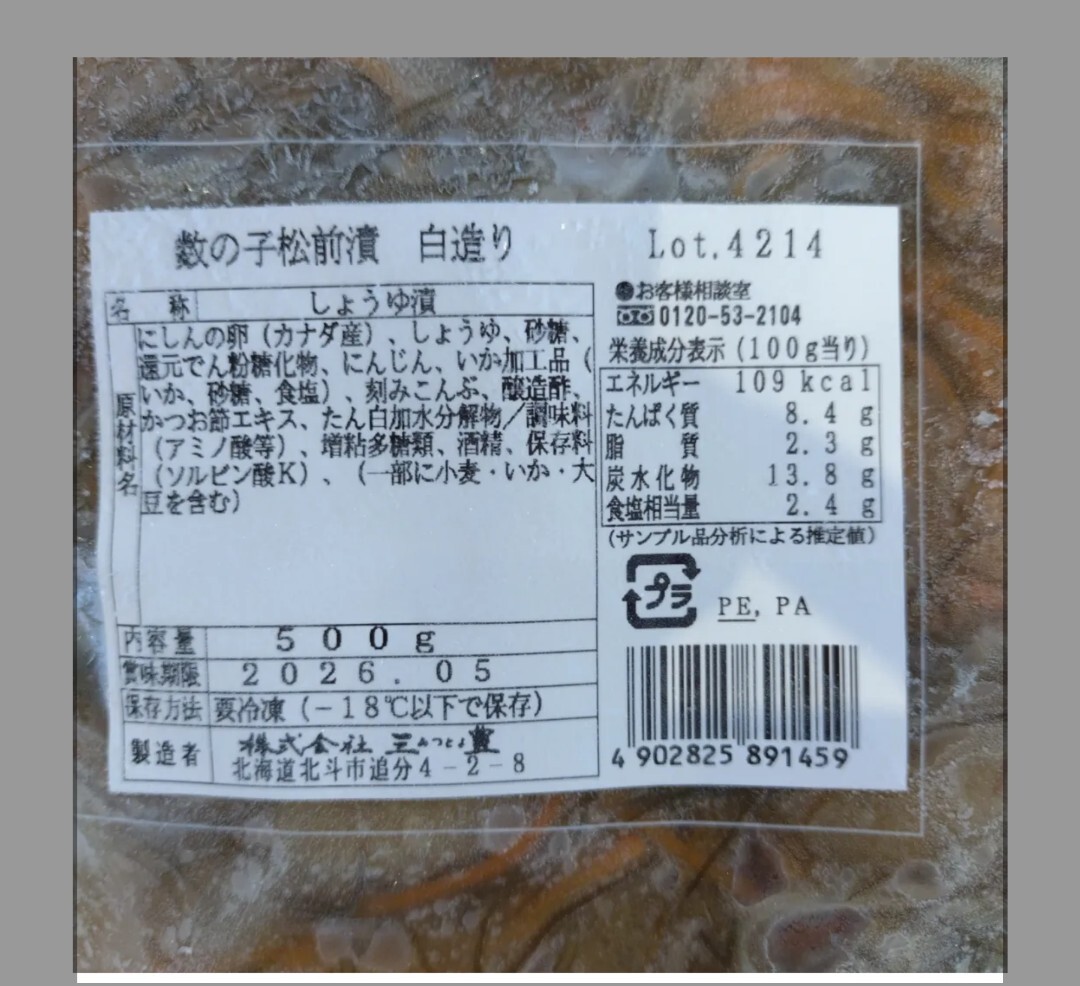 数の子松前漬　白造り
名　称　しょうゆ漬
原材料名
にしんの卵（カナダ産）、しょうゆ、砂糖、
還元でん粉糖化物、にんじん、いか加工品（
いか、砂糖、食塩）、刻みこんぶ、醸造酢、
かつお節エキス、たん白加水分解物／調味料
（アミノ酸等）、増粘多糖類、酒精、保存料
（ソルビン酸K）、（一部に小麦・いか・大
豆を含む）
内容量　500g
賞味期限　2026.05
保存方法　要冷凍（－18℃以下で保存）
製造者　株式会社 三みつとよ豊
北海道北斗市追分4－2－8
Lot.4214
●お客様相談室
0120-53-2104
栄養成分表示（100g当り）
エネルギー　109 kcal
たんぱく質　8.4 g
脂　質　2.3 g
炭水化物　13.8 g
食塩相当量　2.4 g
（サンプル品分析による推定値）
プラ　PE, PA
4 902825 891459